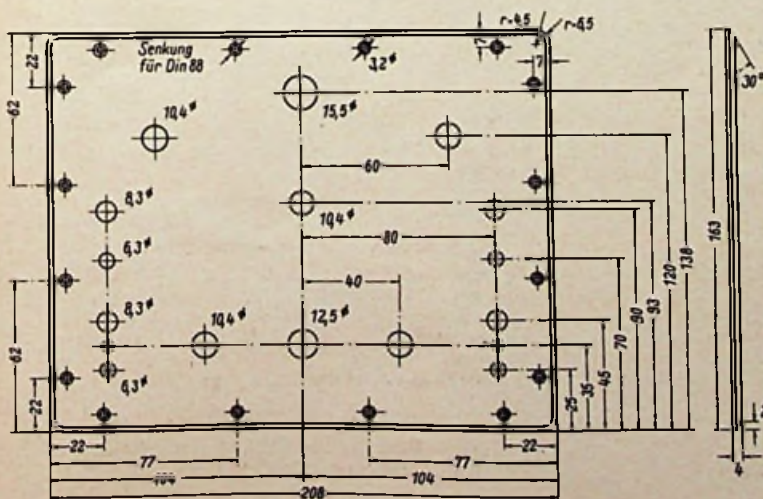 r=4,5
r=6,5
7
7
Senkung
für Din 88
3,2ø
22
62
10,4ø
15,5ø
30°
60
8,3ø
10,4ø
6,3ø
80
8,3ø
40
10,4ø
12,5ø
6,3ø
62
22
25
35
45
70
90
93
120
138
163
22
22
77
77
104
104
208
4